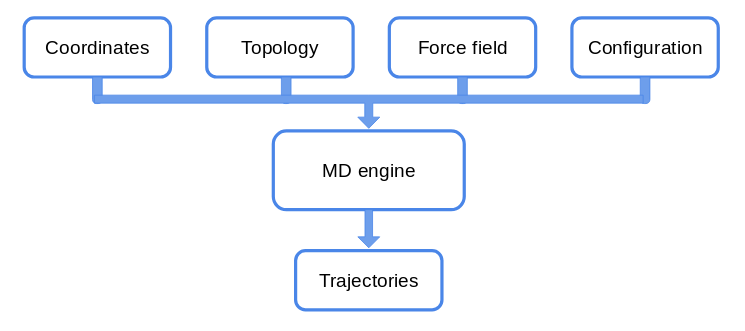 Coordinates
Topology
Force field
Configuration
MD engine
Trajectories